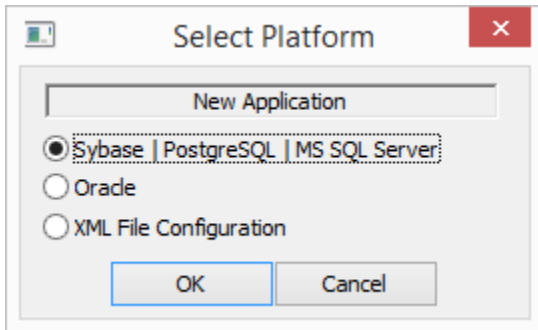 Select Platform
New Application
Sybase | PostgreSQL | MS SQL Server
Oracle
XML File Configuration
OK Cancel